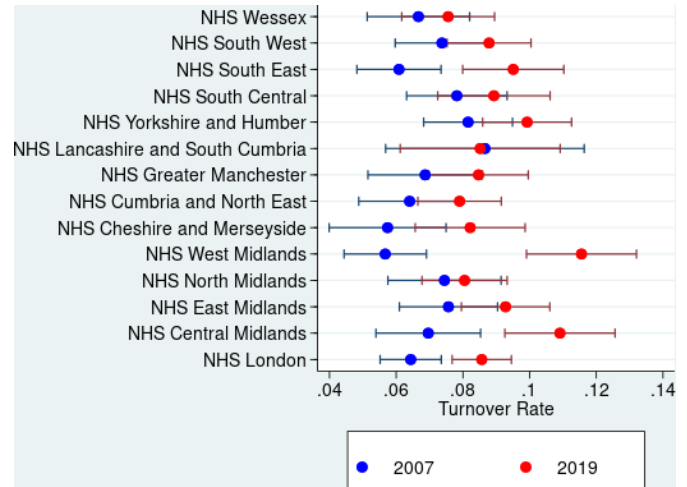 NHS Wessex
NHS South West
NHS South East
NHS South Central
NHS Yorkshire and Humber
NHS Lancashire and South Cumbria
NHS Greater Manchester
NHS Cumbria and North East
NHS Cheshire and Merseyside
NHS West Midlands
NHS North Midlands
NHS East Midlands
NHS Central Midlands
NHS London
.04 .06 .08 .1 .12 .14
Turnover Rate
2007 2019